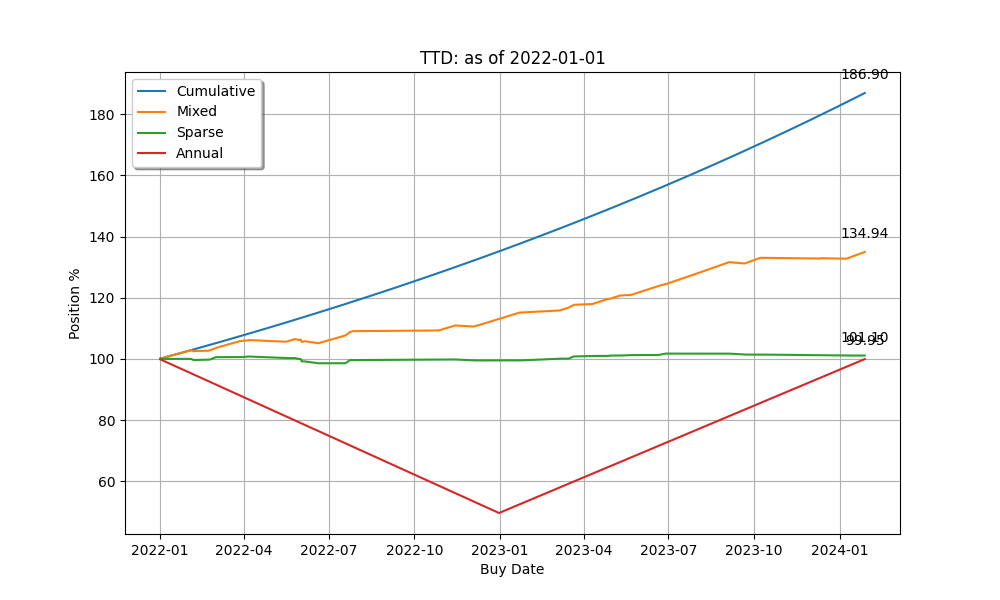 TTD: as of 2022-01-01
186.90
Cumulative
Mixed
Sparse
Annual
180
160
140
120
100
80
60
134.94
101.10
99.95
Position %
2022-01 2022-04 2022-07 2022-10 2023-01 2023-04 2023-07 2023-10 2024-01
Buy Date